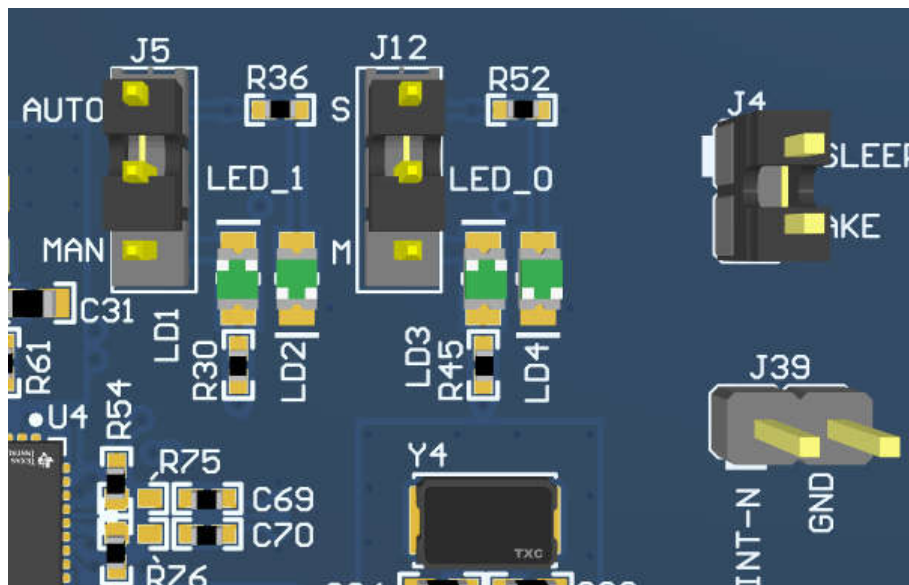 J5
J12
R36
R52
J4
AUTO
S
SLEEP
LED_1
LED_0
MAN
M
AKE
C31
LD1
R30
LD2
LD3
R45
LD4
J39
R61
R54
U4
R75
Y4
C69
C70
TXC
INT-N
GND
R76